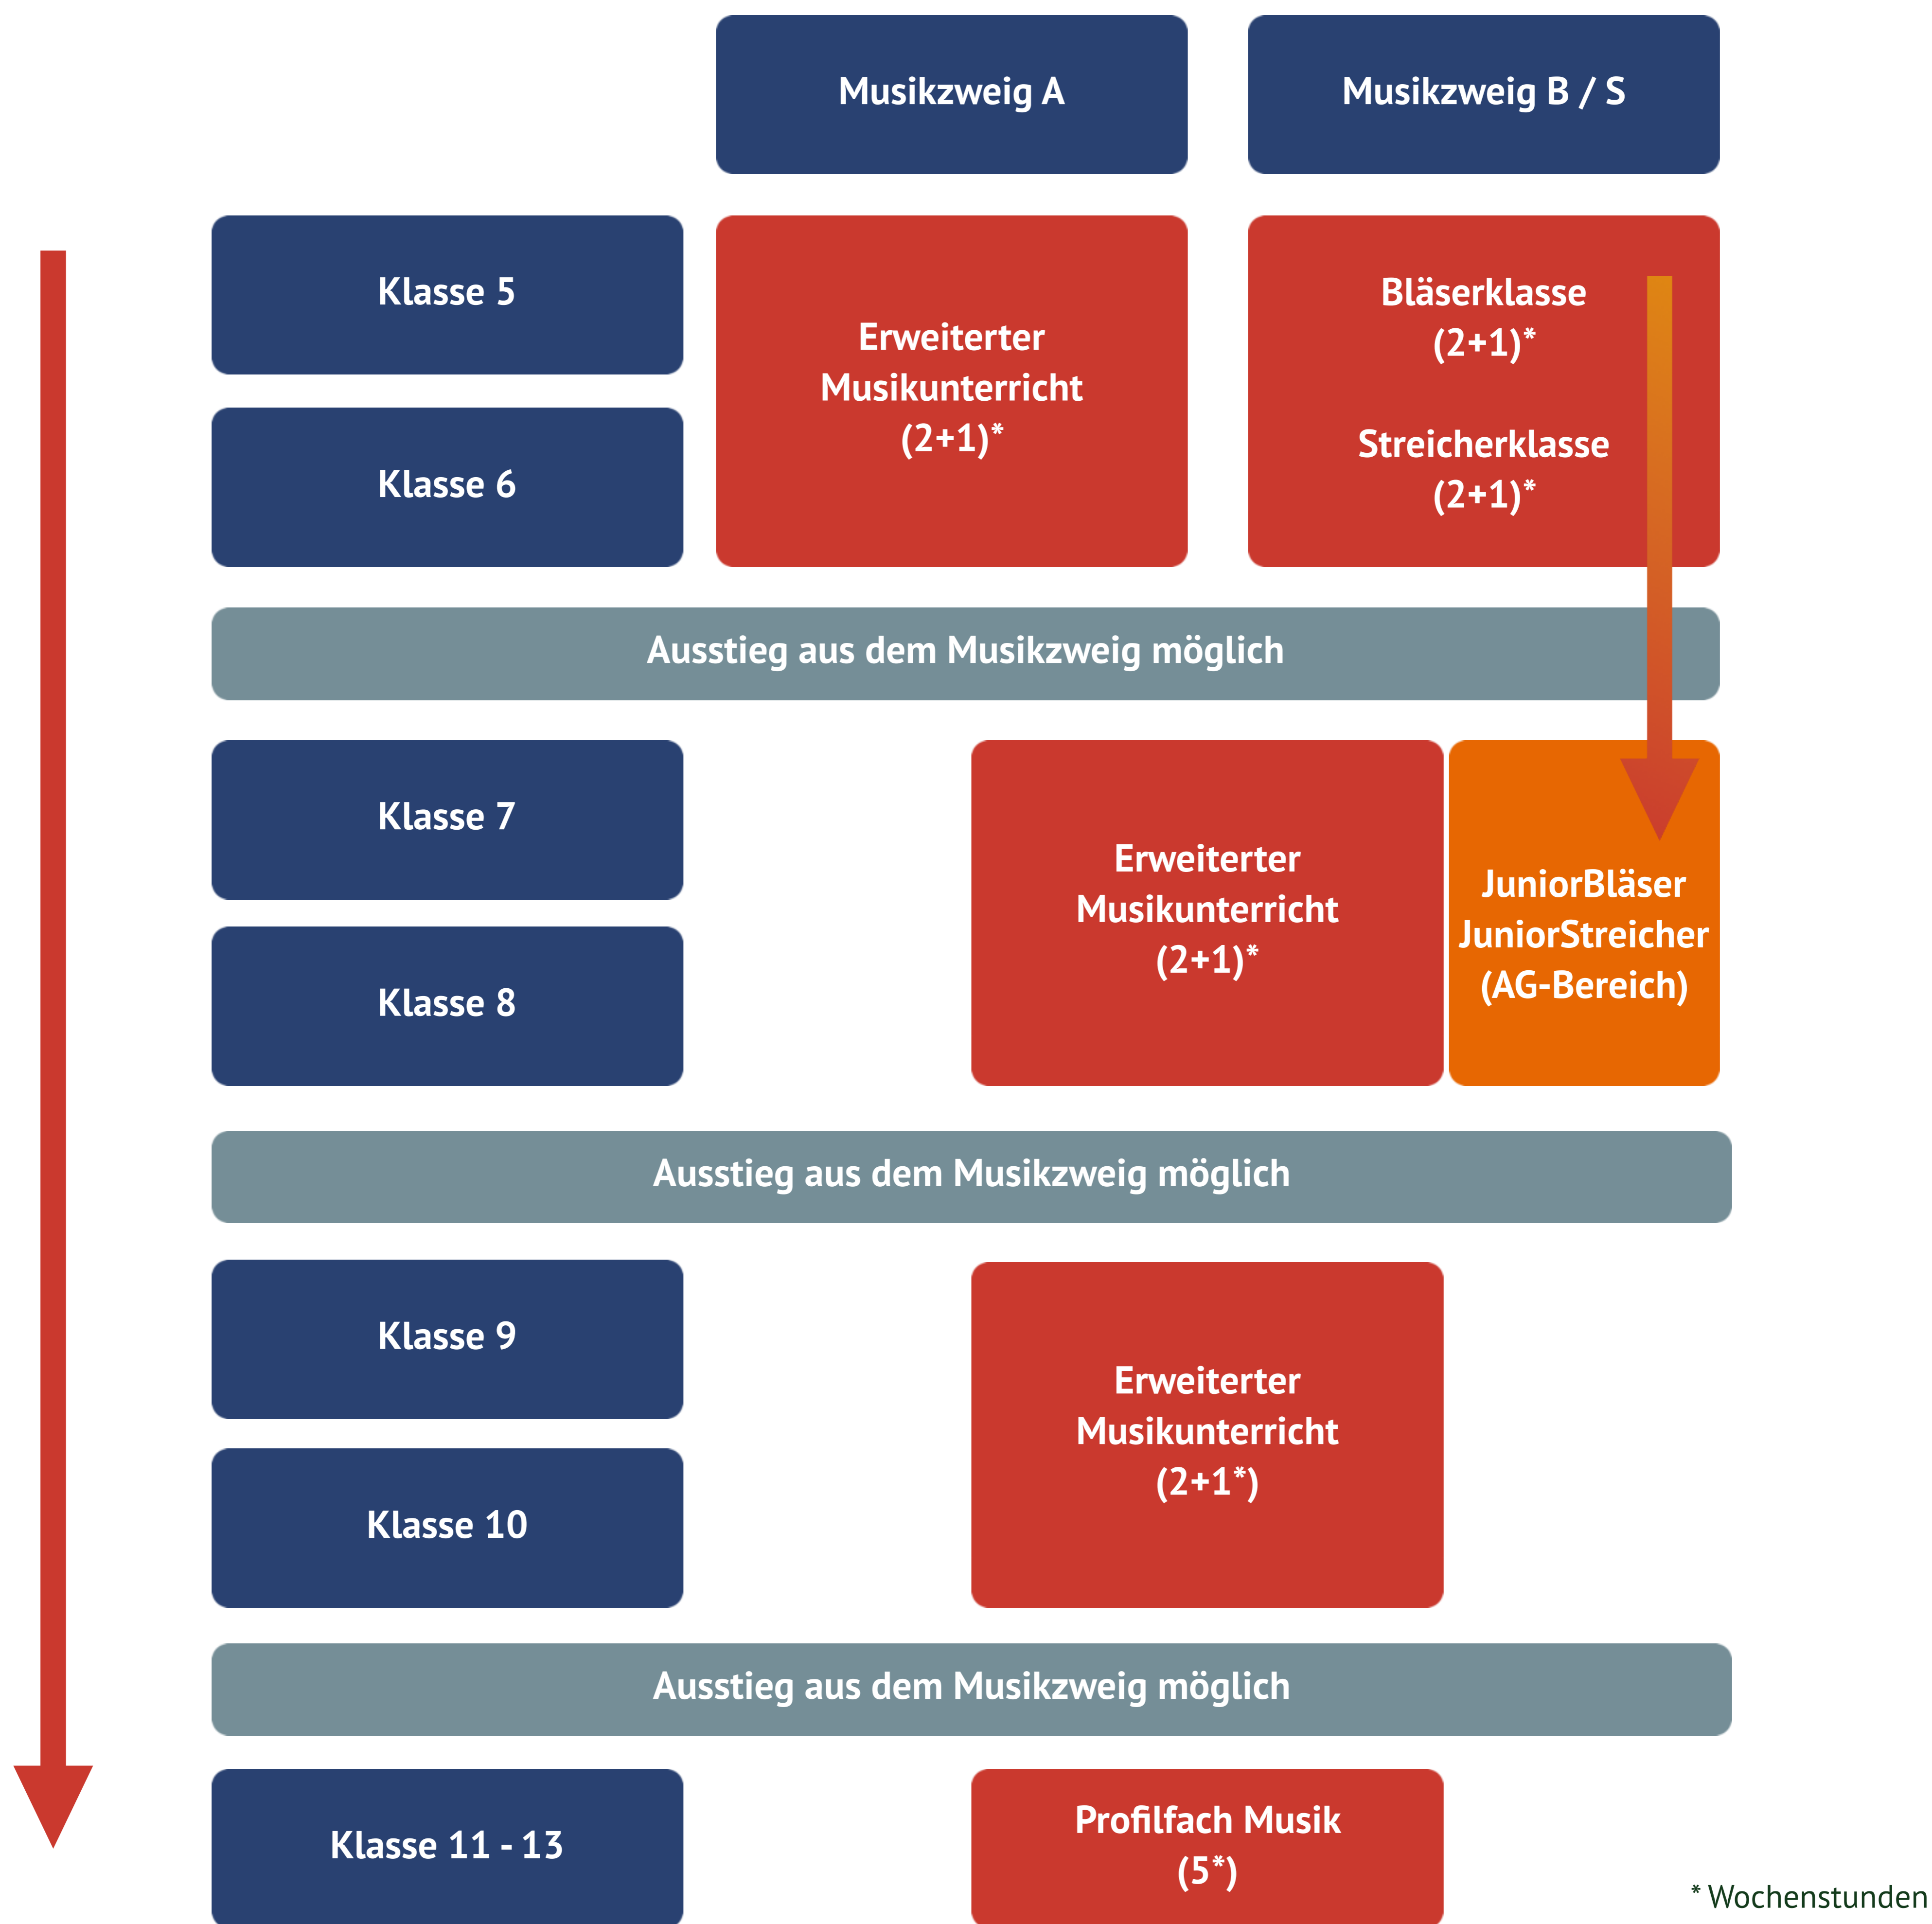 Musikzweig A
Musikzweig B / S
Klasse 5
Klasse 6
Erweiterter
Musikunterricht
(2+1)*
Bläserklasse
(2+1)*
Streicherklasse
(2+1)*
Ausstieg aus dem Musikzweig möglich
Klasse 7
Klasse 8
Erweiterter
Musikunterricht
(2+1)*
JuniorBläser
JuniorStreicher
(AG-Bereich)
Ausstieg aus dem Musikzweig möglich
Klasse 9
Klasse 10
Erweiterter
Musikunterricht
(2+1*)
Ausstieg aus dem Musikzweig möglich
Klasse 11 - 13
Profilfach Musik
(5*)
* Wochenstunden